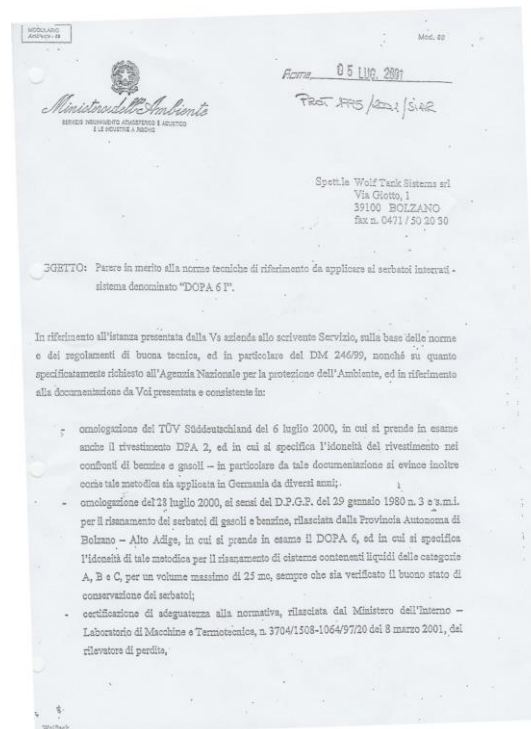 MODULARIO
Ambiente - 68
Mod. 60
Roma, 05 LUG. 2001
Ministero dell'Ambiente
SERVIZIO INQUINAMENTO ATMOSFERICO E ACUSTICO
E LE INDUSTRIE A RISCHIO
PROT 1795/2001/SIAR
Spett.le Wolf Tank Sistems srl
Via Giotto, 1
39100 BOLZANO
fax n. 0471 / 50 20 30
GGETTO: Parere in merito alla norme tecniche di riferimento da applicare ai serbatoi interrati -
sistema denominato “DOPA 6 I”.
In riferimento all'istanza presentata dalla Vs azienda allo scrivente Servizio, sulla base delle norme
e dei regolamenti di buona tecnica, ed in particolare del DM 246/99, nonché su quanto
specificatamente richiesto all'Agenzia Nazionale per la protezione dell'Ambiente, ed in riferimento
alla documentazione da Voi presentata e consistente in:
- omologazione del TÜV Süddeutschland del 6 luglio 2000, in cui si prende in esame
anche il rivestimento DPA 2, ed in cui si specifica l'idoneità del rivestimento nei
confronti di benzine e gasoli – in particolare da tale documentazione si evince inoltre
come tale metodica sia applicata in Germania da diversi anni;
- omologazione del 28 luglio 2000, ai sensi del D.P.G.P. del 29 gennaio 1980 n. 3 e s.m.i.
per il risanamento dei serbatoi di gasoli e benzine, rilasciata dalla Provincia Autonoma di
Bolzano – Alto Adige, in cui si prende in esame il DOPA 6, ed in cui si specifica
l'idoneità di tale metodica per il risanamento di cisterne contenenti liquidi delle categorie
A, B e C, per un volume massimo di 25 mc, sempre che sia verificato il buono stato di
conservazione dei serbatoi;
- certificazione di adeguatezza alla normativa, rilasciata dal Ministero dell'Interno –
Laboratorio di Macchine e Termotecnica, n. 3704/1508-1064/97/20 del 8 marzo 2001, del
rilevatore di perdite,